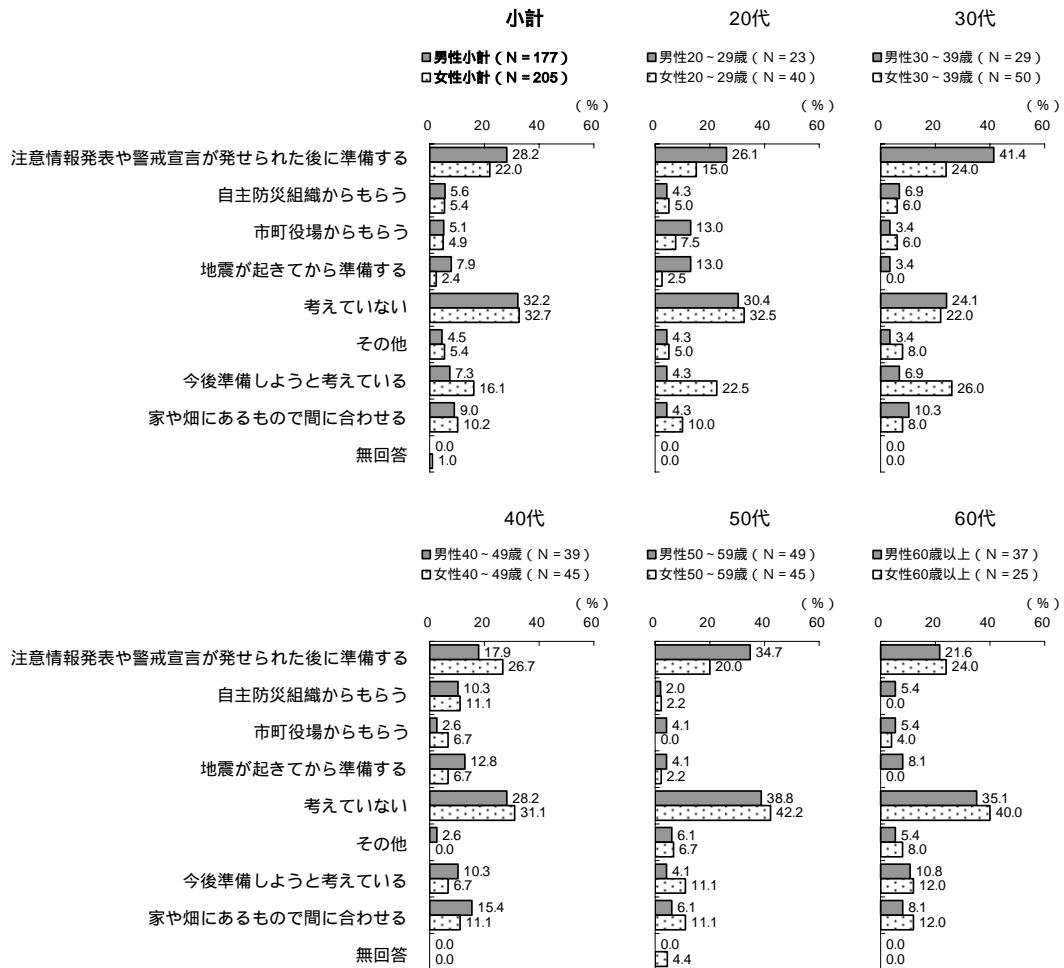 小計 20代 30代
男性小計（Ｎ＝177） 男性20～29歳（Ｎ＝23） 男性30～39歳（Ｎ＝29）
女性小計（Ｎ＝205） 女性20～29歳（Ｎ＝40） 女性30～39歳（Ｎ＝50）
（％） （％） （％）
0 20 40 60 0 20 40 60 0 20 40 60
注意情報発表や警戒宣言が発せられた後に準備する 28.2 26.1 41.4
22.0 15.0 24.0
自主防災組織からもらう 5.6 4.3 6.9
5.4 5.0 6.0
市町役場からもらう 5.1 13.0 3.4
4.9 7.5 6.0
地震が起きてから準備する 7.9 13.0 3.4
2.4 2.5 0.0
考えていない 32.2 30.4 24.1
32.7 32.5 22.0
その他 4.5 4.3 3.4
5.4 5.0 8.0
今後準備しようと考えている 7.3 4.3 6.9
16.1 22.5 26.0
家や畑にあるもので間に合わせる 9.0 4.3 10.3
10.2 10.0 8.0
無回答 0.0 0.0 0.0
1.0 0.0 0.0
40代 50代 60代
男性40～49歳（Ｎ＝39） 男性50～59歳（Ｎ＝49） 男性60歳以上（Ｎ＝37）
女性40～49歳（Ｎ＝45） 女性50～59歳（Ｎ＝45） 女性60歳以上（Ｎ＝25）
（％） （％） （％）
0 20 40 60 0 20 40 60 0 20 40 60
注意情報発表や警戒宣言が発せられた後に準備する 17.9 34.7 21.6
26.7 20.0 24.0
自主防災組織からもらう 10.3 2.0 5.4
11.1 2.2 0.0
市町役場からもらう 2.6 4.1 5.4
6.7 0.0 4.0
地震が起きてから準備する 12.8 4.1 8.1
6.7 2.2 0.0
考えていない 28.2 38.8 35.1
31.1 42.2 40.0
その他 2.6 6.1 5.4
0.0 6.7 8.0
今後準備しようと考えている 10.3 4.1 10.8
6.7 11.1 12.0
家や畑にあるもので間に合わせる 15.4 6.1 8.1
11.1 11.1 12.0
無回答 0.0 0.0 0.0
0.0 4.4 0.0